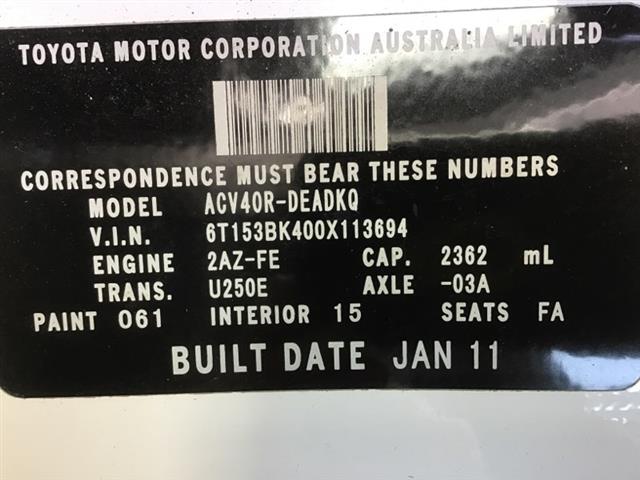 TOYOTA MOTOR CORPORATION AUSTRALIA LIMITED
CORRESPONDENCE MUST BEAR THESE NUMBERS
MODEL ACV40R-DEADKQ
V.I.N. 6T153BK400X113694
ENGINE 2AZ-FE CAP. 2362 mL
TRANS. U250E AXLE -03A
PAINT 061 INTERIOR 15 SEATS FA
BUILT DATE JAN 11